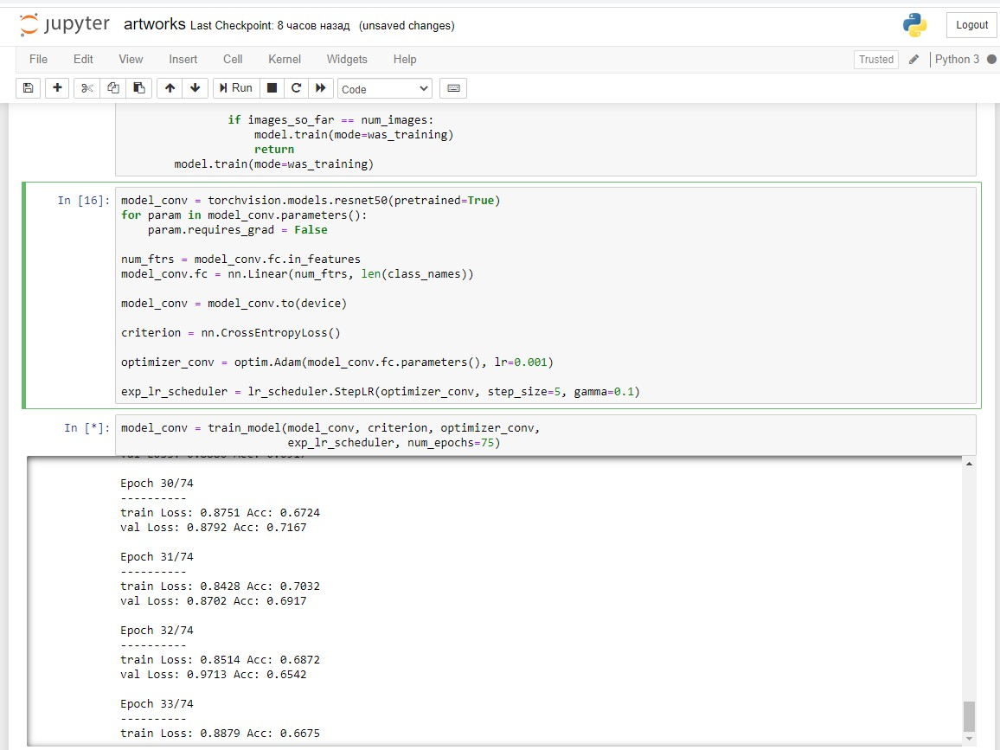 jupyter artworks Last Checkpoint: 8 часов назад (unsaved changes) Logout
File Edit View Insert Cell Kernel Widgets Help Trusted Python 3
Run Code
if images_so_far == num_images:
model.train(mode=was_training)
return
model.train(mode=was_training)
In [16]: model_conv = torchvision.models.resnet50(pretrained=True)
for param in model_conv.parameters():
param.requires_grad = False
num_ftrs = model_conv.fc.in_features
model_conv.fc = nn.Linear(num_ftrs, len(class_names))
model_conv = model_conv.to(device)
criterion = nn.CrossEntropyLoss()
optimizer_conv = optim.Adam(model_conv.fc.parameters(), lr=0.001)
exp_lr_scheduler = lr_scheduler.StepLR(optimizer_conv, step_size=5, gamma=0.1)
In [*]: model_conv = train_model(model_conv, criterion, optimizer_conv,
exp_lr_scheduler, num_epochs=75)
Epoch 30/74
----------
train Loss: 0.8751 Acc: 0.6724
val Loss: 0.8792 Acc: 0.7167
Epoch 31/74
----------
train Loss: 0.8428 Acc: 0.7032
val Loss: 0.8702 Acc: 0.6917
Epoch 32/74
----------
train Loss: 0.8514 Acc: 0.6872
val Loss: 0.9713 Acc: 0.6542
Epoch 33/74
----------
train Loss: 0.8879 Acc: 0.6675